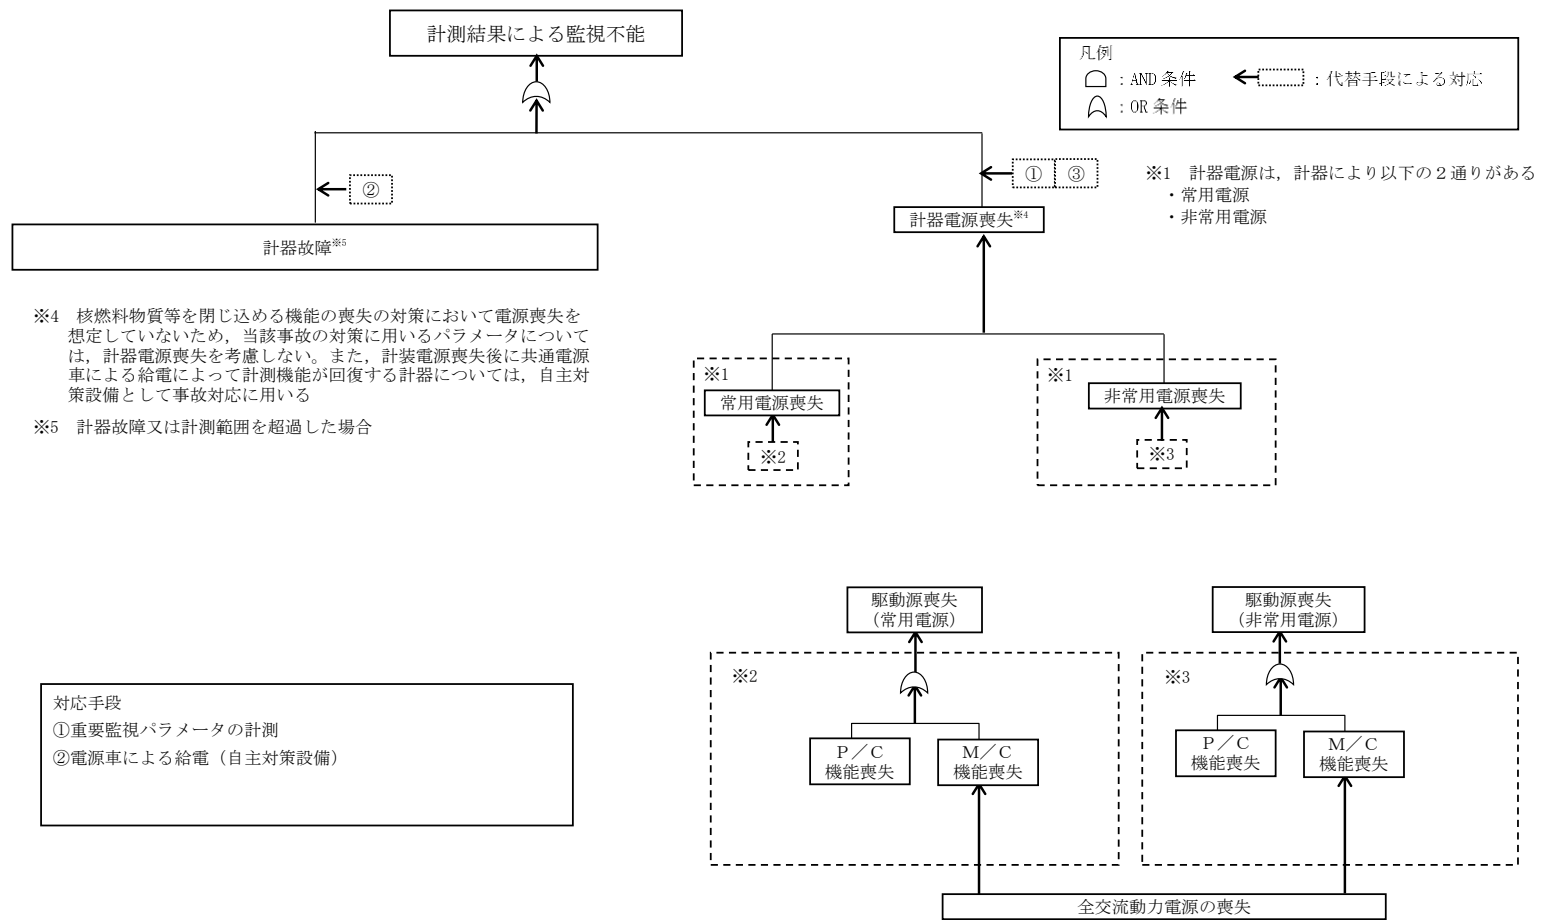 計測結果による監視不能
凡例
：AND 条件
：代替手段による対応
：OR 条件
②
① ③
※1 計器電源は，計器により以下の２通りがある
・常用電源
・非常用電源
計器故障※5
計器電源喪失※4
※4 核燃料物質等を閉じ込める機能の喪失の対策において電源喪失を
想定していないため，当該事故の対策に用いるパラメータについて
は，計器電源喪失を考慮しない。また，計装電源喪失後に共通電源
車による給電によって計測機能が回復する計器については，自主対
策設備として事故対応に用いる
※5 計器故障又は計測範囲を超過した場合
※1
常用電源喪失
※2
※1
非常用電源喪失
※3
駆動源喪失
（常用電源）
駆動源喪失
（非常用電源）
※2
P／C
機能喪失
M／C
機能喪失
※3
P／C
機能喪失
M／C
機能喪失
全交流動力電源の喪失
対応手段
①重要監視パラメータの計測
②電源車による給電（自主対策設備）